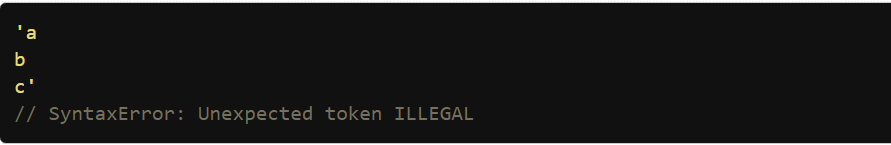 'a
b
c'
// SyntaxError: Unexpected token ILLEGAL